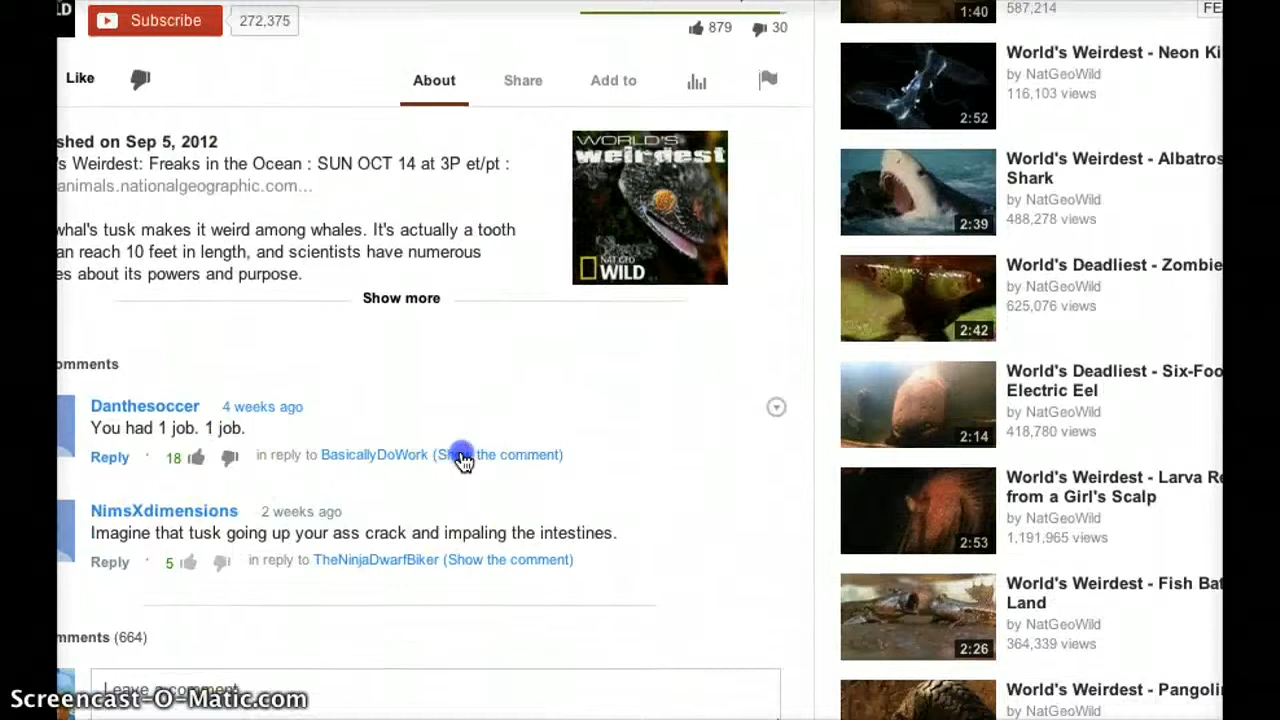 LD
Subscribe 272,375
879 30
Like
About Share Add to
shed on Sep 5, 2012
's Weirdest: Freaks in the Ocean : SUN OCT 14 at 3P et/pt :
animals.nationalgeographic.com...
whal's tusk makes it weird among whales. It's actually a tooth
an reach 10 feet in length, and scientists have numerous
es about its powers and purpose.
WORLD'S
weirdest
NAT GEO
WILD
Show more
omments
Danthesoccer 4 weeks ago
You had 1 job. 1 job.
Reply · 18 in reply to BasicallyDoWork (Show the comment)
NimsXdimensions 2 weeks ago
Imagine that tusk going up your ass crack and impaling the intestines.
Reply · 5 in reply to TheNinjaDwarfBiker (Show the comment)
mments (664)
Leave a comment
1:40
587,214
FE
World's Weirdest - Neon Ki
by NatGeoWild
116,103 views
2:52
World's Weirdest - Albatros
Shark
by NatGeoWild
488,278 views
2:39
World's Deadliest - Zombie
by NatGeoWild
625,076 views
2:42
World's Deadliest - Six-Foo
Electric Eel
by NatGeoWild
418,780 views
2:14
World's Weirdest - Larva Re
from a Girl's Scalp
by NatGeoWild
1,191,965 views
2:53
World's Weirdest - Fish Bat
Land
by NatGeoWild
364,339 views
2:26
World's Weirdest - Pangoli
by NatGeoWild
Screencast-O-Matic.com